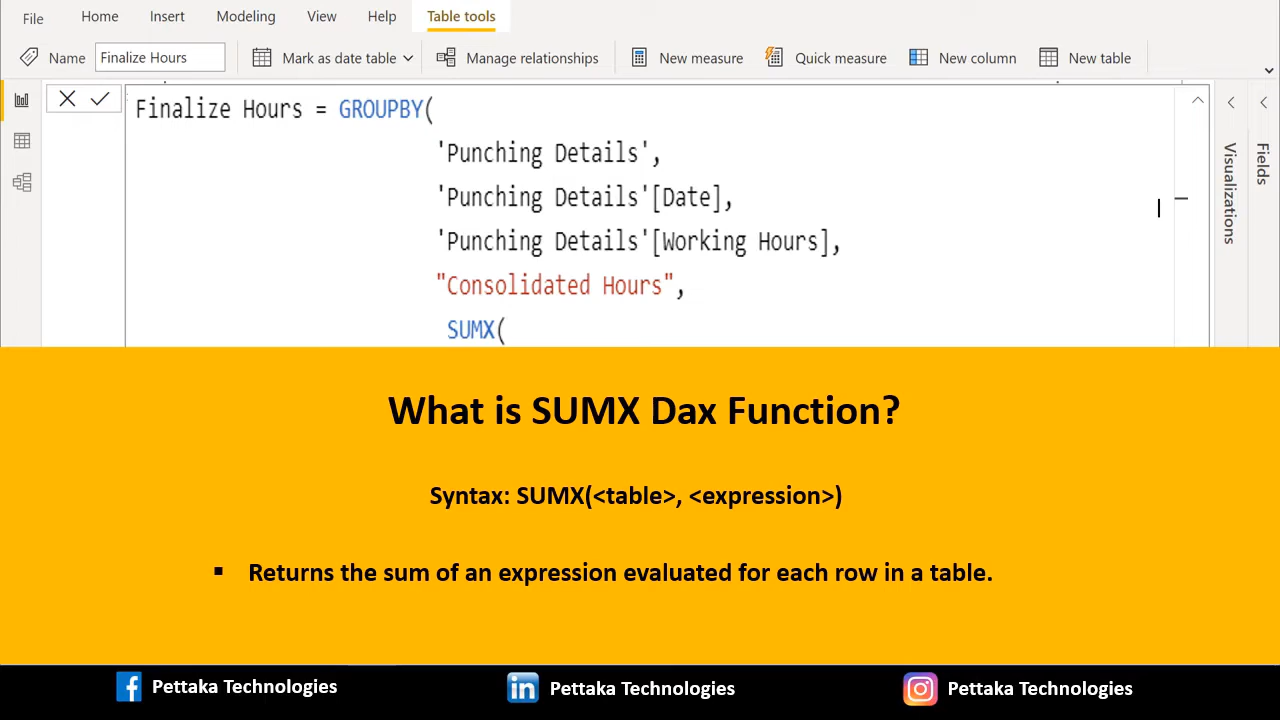 File Home Insert Modeling View Help Table tools
Name Finalize Hours Mark as date table Manage relationships New measure Quick measure New column New table
Finalize Hours = GROUPBY(
'Punching Details',
'Punching Details'[Date],
'Punching Details'[Working Hours],
"Consolidated Hours",
SUMX(
Visualizations
Fields
What is SUMX Dax Function?
Syntax: SUMX(<table>, <expression>)
▪ Returns the sum of an expression evaluated for each row in a table.
Pettaka Technologies Pettaka Technologies Pettaka Technologies